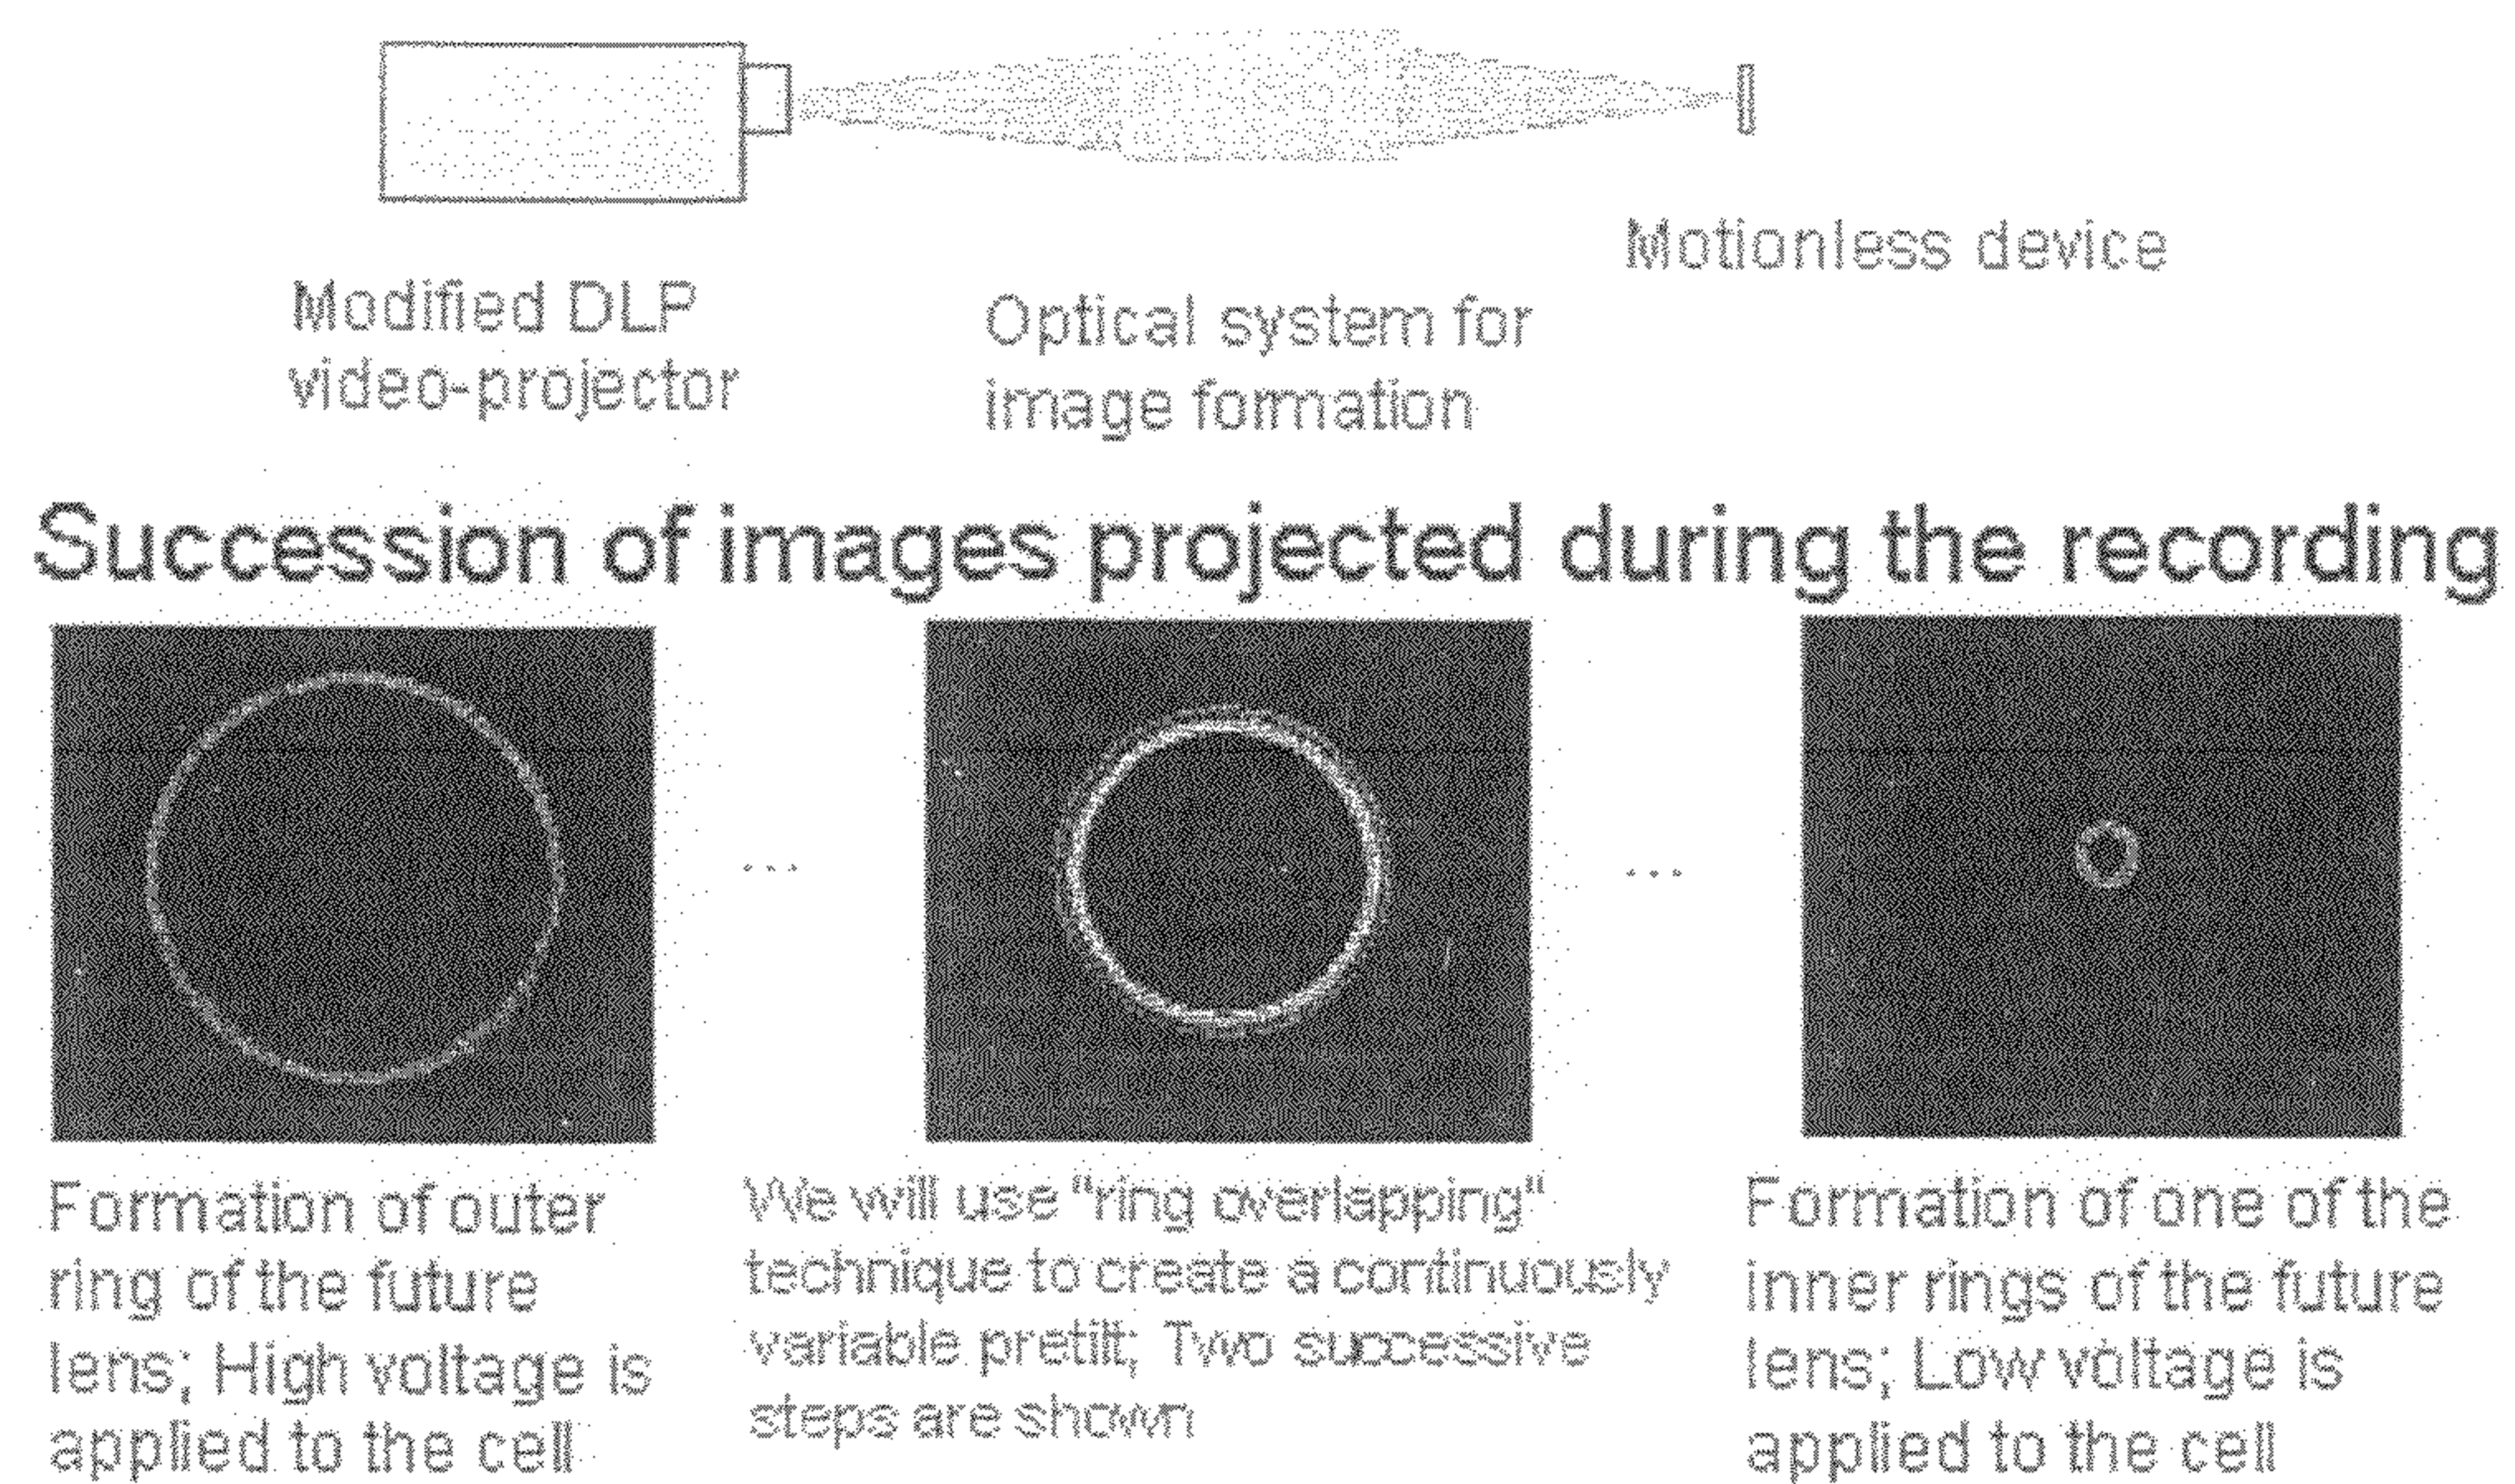 Motionless device
Modified DLP
video-projector
Optical system for
image formation
Succession of images projected during the recording
...
...
Formation of outer
ring of the future
lens; High voltage is
applied to the cell
We will use "ring overlapping"
technique to create a continuously
variable pretilt; Two successive
steps are shown
Formation of one of the
inner rings of the future
lens; Low voltage is
applied to the cell